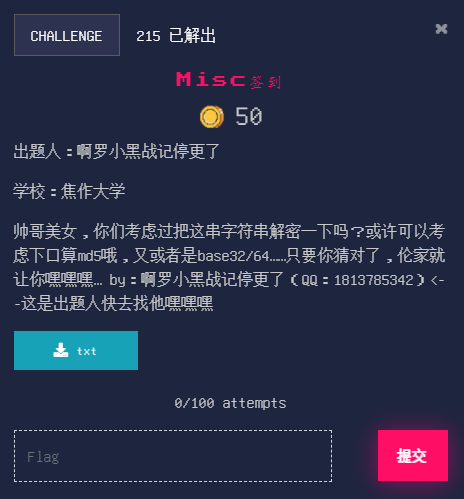 CHALLENGE
215 已解出
×
Misc签到
50
出题人：啊罗小黑战记停更了
学校：焦作大学
帅哥美女，你们考虑过把这串字符串解密一下吗？或许可以考
虑下口算md5哦，又或者是base32/64……只要你猜对了，伦家就
让你嘿嘿嘿… by：啊罗小黑战记停更了（QQ：1813785342）<-
-这是出题人快去找他嘿嘿嘿
txt
0/100 attempts
Flag
提交